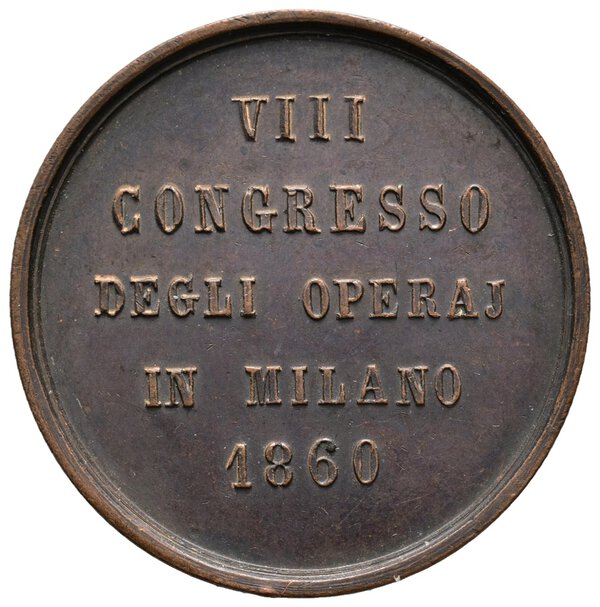 VIII
CONGRESSO
DEGLI OPERAJ
IN MILANO
1860